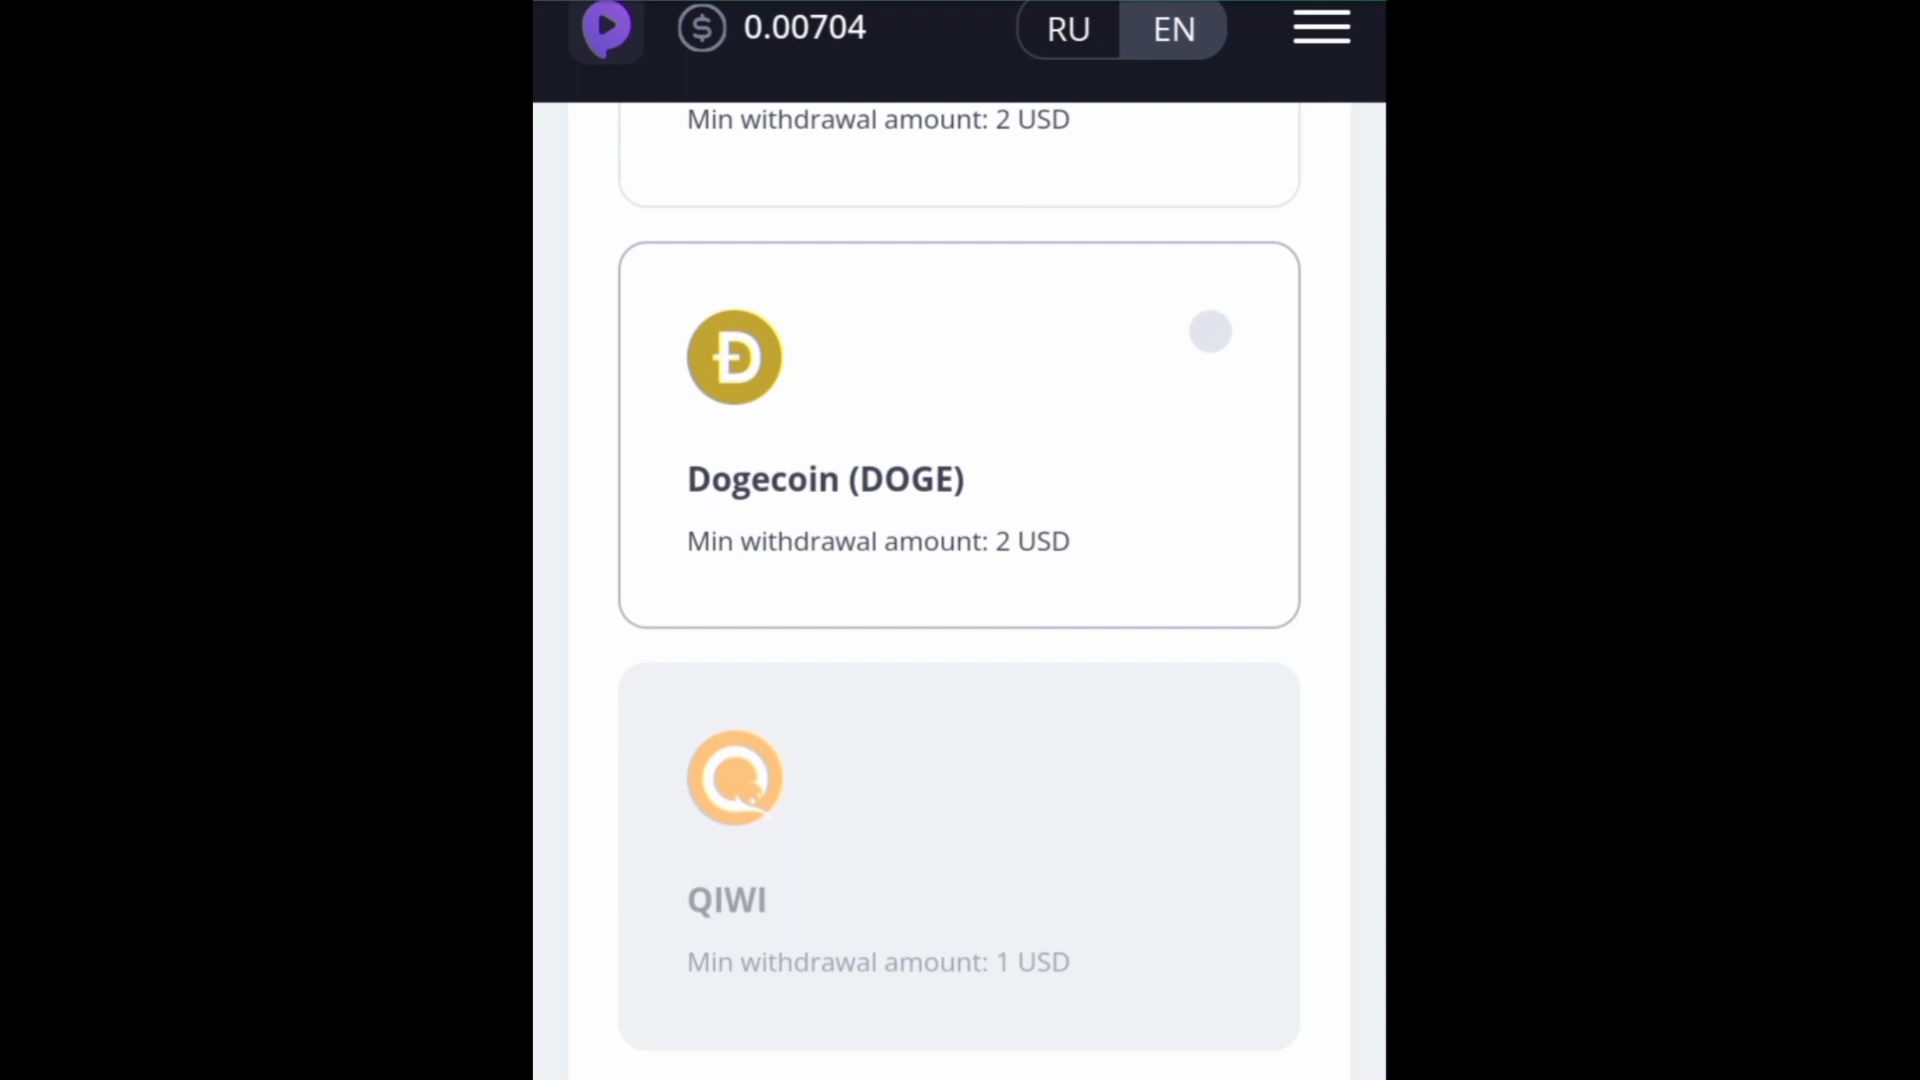 0.00704
RU EN
Min withdrawal amount: 2 USD
Dogecoin (DOGE)
Min withdrawal amount: 2 USD
QIWI
Min withdrawal amount: 1 USD